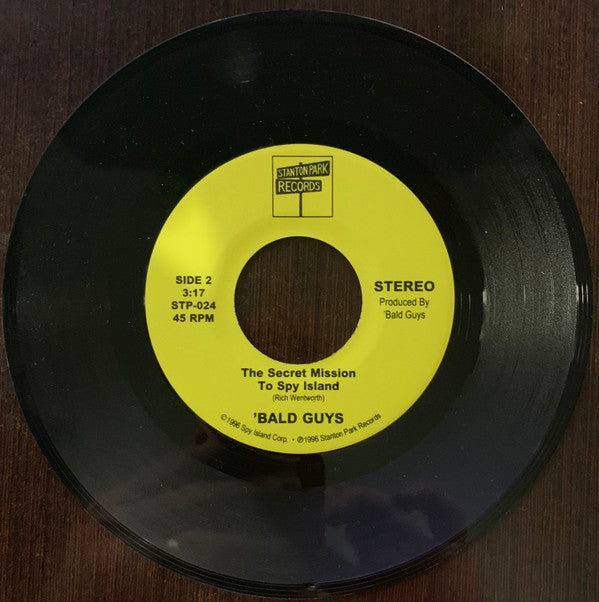 STANTON PARK
RECORDS
SIDE 2
3:17
STP-024
45 RPM
STEREO
Produced By
'Bald Guys
The Secret Mission
To Spy Island
(Rich Wentworth)
'BALD GUYS
©1996 Spy Island Corp. • ℗1996 Stanton Park Records